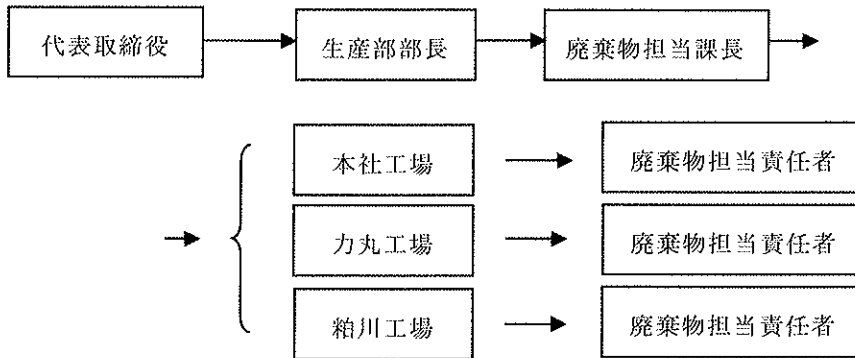 代表取締役 生産部部長 廃棄物担当課長
本社工場 廃棄物担当責任者
力丸工場 廃棄物担当責任者
粕川工場 廃棄物担当責任者